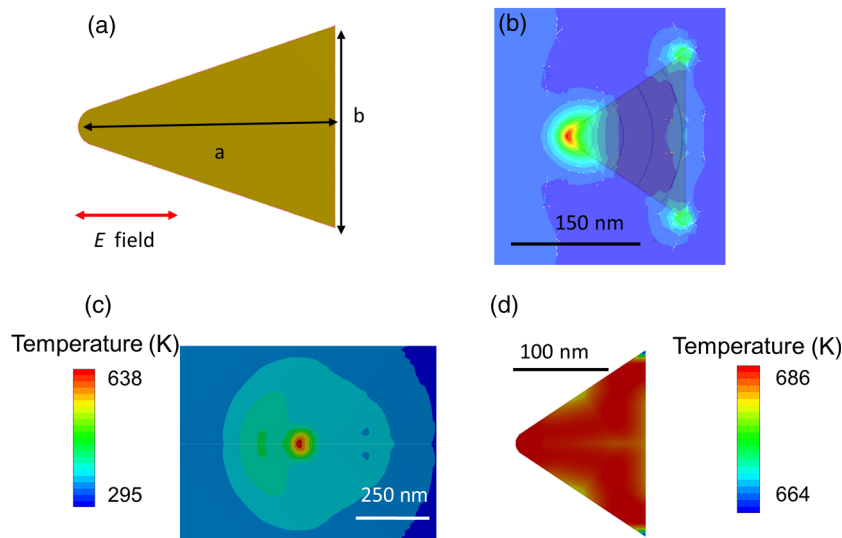 (a)
a
b
E field
(b)
150 nm
(c)
Temperature (K)
638
295
250 nm
(d)
100 nm
Temperature (K)
686
664